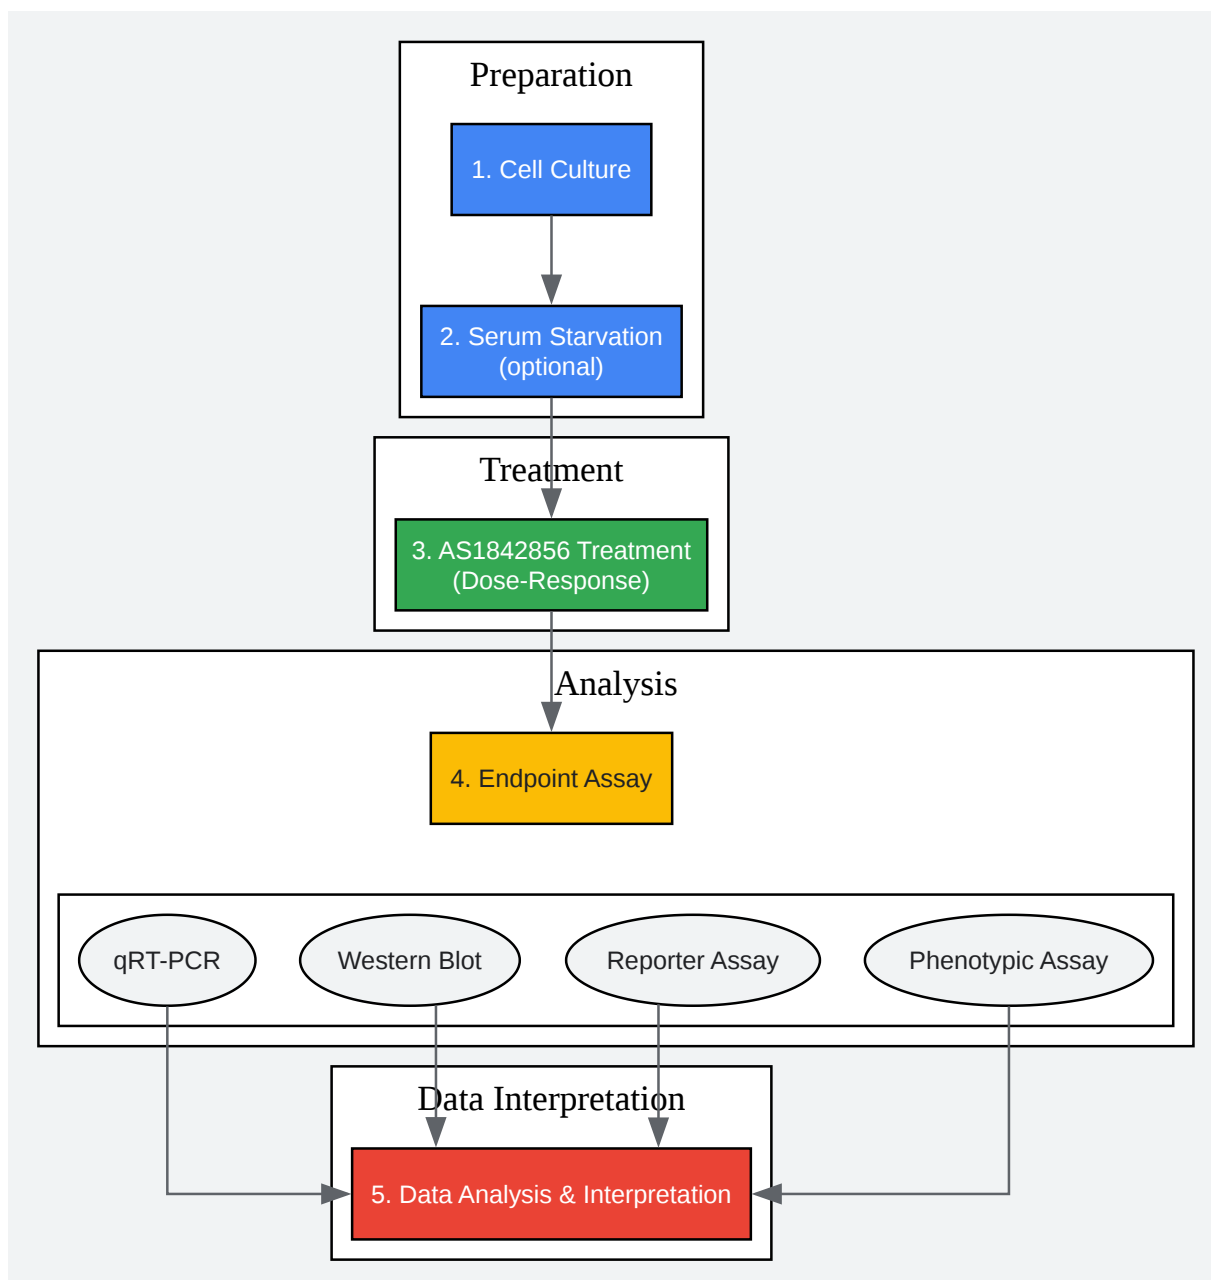 Preparation
1. Cell Culture
2. Serum Starvation
(optional)
Treatment
3. AS1842856 Treatment
(Dose-Response)
Analysis
4. Endpoint Assay
qRT-PCR
Western Blot
Reporter Assay
Phenotypic Assay
Data Interpretation
5. Data Analysis & Interpretation